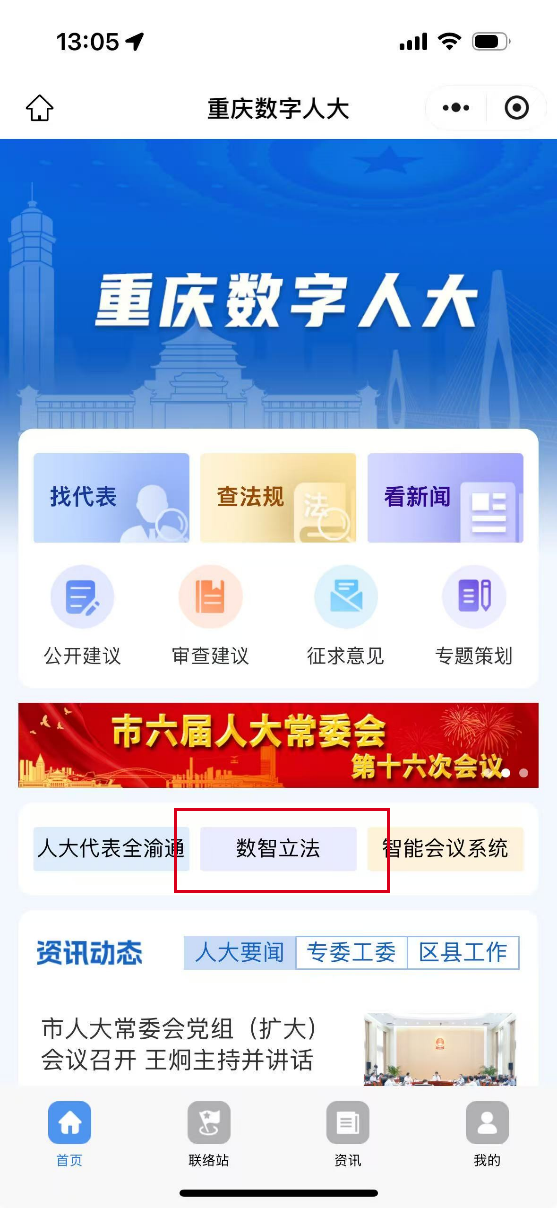 13:05
重庆数字人大
重庆数字人大
找代表 查法规 看新闻
法
公开建议 审查建议 征求意见 专题策划
市六届人大常委会
第十六次会议
人大代表全渝通 数智立法 智能会议系统
资讯动态 人大要闻 专委工委 区县工作
市人大常委会党组（扩大）
会议召开 王炯主持并讲话
首页 联络站 资讯 我的